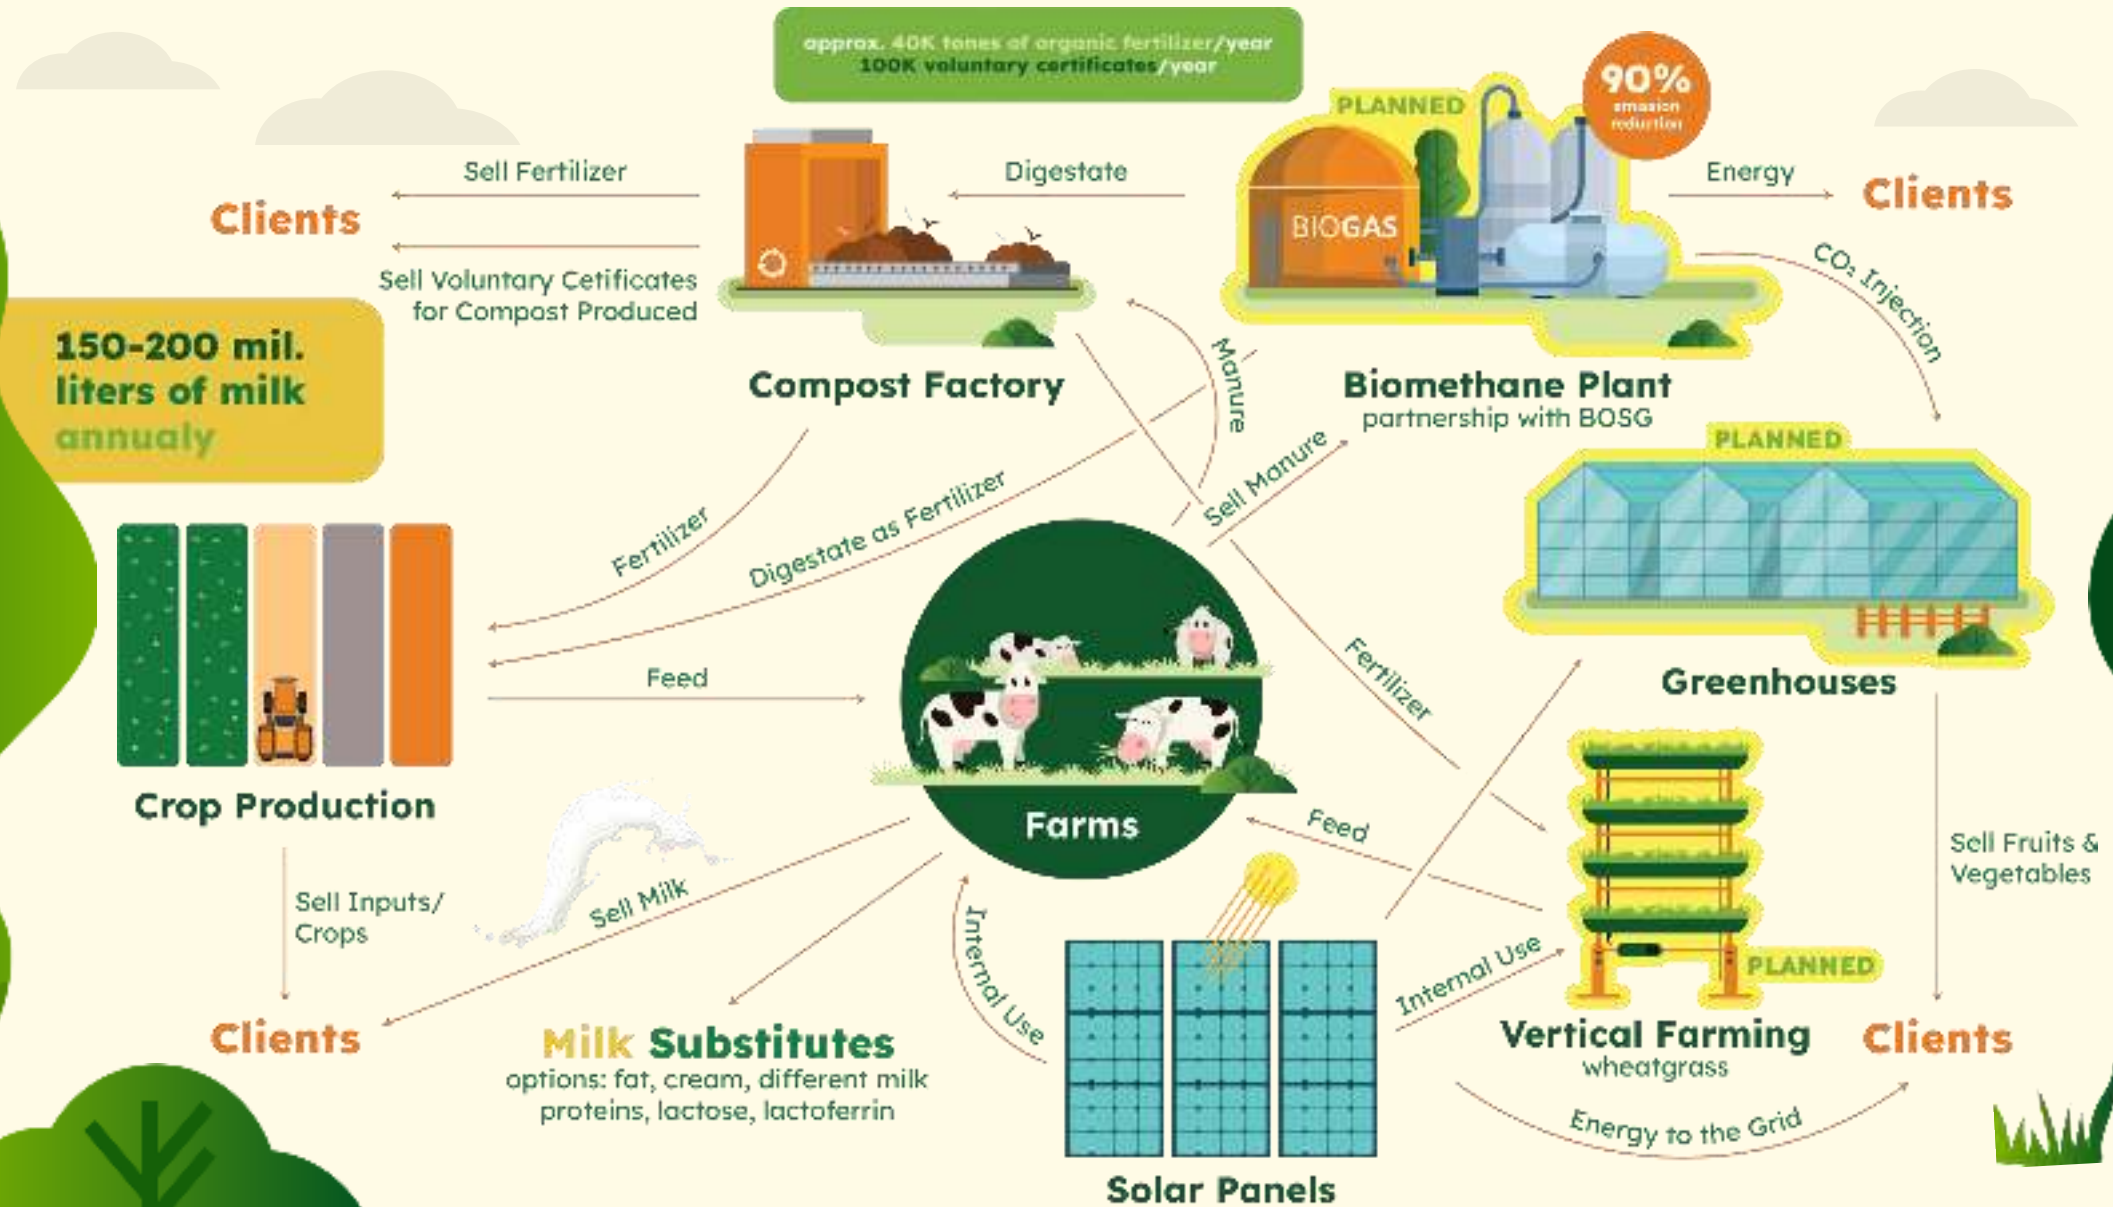 approx. 40K tones of organic fertilizer/year
100K voluntary certificates/year
PLANNED
90%
emission
reduction
Sell Fertilizer
Digestate
Energy
Clients
Clients
BIOGAS
Sell Voluntary Cetificates
for Compost Produced
CO₂ Injection
150-200 mil.
liters of milk
annualy
Manure
Compost Factory
Biomethane Plant
partnership with BOSG
PLANNED
Sell Manure
Fertilizer
Digestate as Fertilizer
Feed
Fertilizer
Greenhouses
Crop Production
Farms
Feed
Sell Fruits &
Vegetables
Sell Inputs/
Crops
Sell Milk
Internal Use
Internal Use
PLANNED
Clients
Milk Substitutes
options: fat, cream, different milk
proteins, lactose, lactoferrin
Vertical Farming
wheatgrass
Clients
Energy to the Grid
Solar Panels